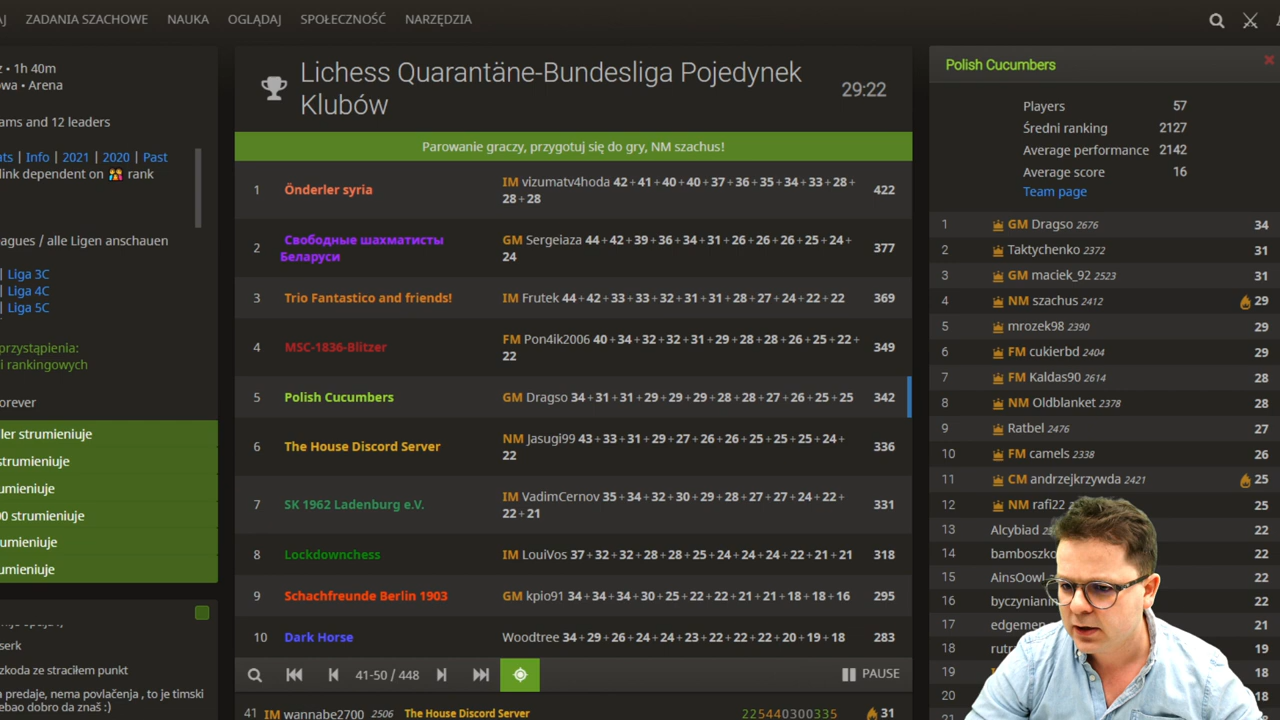 ZADANIA SZACHOWE NAUKA OGLĄDAJ SPOŁECZNOŚĆ NARZĘDZIA
• 1h 40m
• Arena
ams and 12 leaders
| Info | 2021 | 2020 | Past
link dependent on rank
agues / alle Ligen anschauen
| Liga 3C
| Liga 4C
| Liga 5C
przystąpienia:
i rankingowych
orever
ler strumieniuje
strumieniuje
umieniuje
00 strumieniuje
umieniuje
umieniuje
serk
zkoda ze straciłem punkt
a predaje, nema povlačenja , to je timski
ebao dobro da znaš :)
Lichess Quarantäne-Bundesliga Pojedynek
Klubów
29:22
Parowanie graczy, przygotuj się do gry, NM szachus!
1 Önderler syria IM vizumatv4hoda 42+41+40+40+37+36+35+34+33+28+
28+28 422
2 Свободные шахматисты
Беларуси GM Sergeiaza 44+42+39+36+34+31+26+26+26+25+24+
24 377
3 Trio Fantastico and friends! IM Frutek 44+42+33+33+32+31+31+28+27+24+22+22 369
4 MSC-1836-Blitzer FM Pon4ik2006 40+34+32+32+31+29+28+28+26+25+22+
22 349
5 Polish Cucumbers GM Dragso 34+31+31+29+29+29+28+28+27+26+25+25 342
6 The House Discord Server NM Jasugi99 43+33+31+29+27+26+26+25+25+25+24+
22 336
7 SK 1962 Ladenburg e.V. IM VadimCernov 35+34+32+30+29+28+27+27+24+22+
22+21 331
8 Lockdownchess IM LouiVos 37+32+32+28+28+25+24+24+24+22+21+21 318
9 Schachfreunde Berlin 1903 GM kpio91 34+34+34+30+25+22+22+21+21+18+18+16 295
10 Dark Horse Woodtree 34+29+26+24+24+23+22+22+22+20+19+18 283
41-50 / 448 PAUSE
41 IM wannabe2700 2506 The House Discord Server 225440300335 31
Polish Cucumbers
Players 57
Średni ranking 2127
Average performance 2142
Average score 16
Team page
1 GM Dragso 2676 34
2 Taktychenko 2372 31
3 GM maciek_92 2523 31
4 NM szachus 2412 29
5 mrozek98 2390 29
6 FM cukierbd 2404 29
7 FM Kaldas90 2614 28
8 NM Oldblanket 2378 28
9 Ratbel 2476 27
10 FM camels 2338 26
11 CM andrzejkrzywda 2421 25
12 NM rafi22 25
13 Alcybiad 22
14 bamboszko 22
15 AinsOowl 22
16 byczynianin 22
17 edgemen 21
18 rutr 19
19 18
20 18